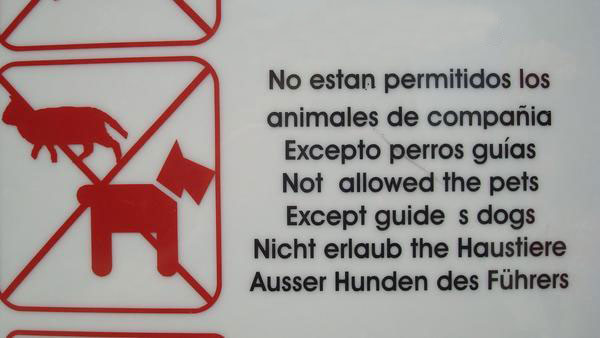 No estan permitidos los
animales de compañia
Excepto perros guías
Not allowed the pets
Except guide s dogs
Nicht erlaub the Haustiere
Ausser Hunden des Führers